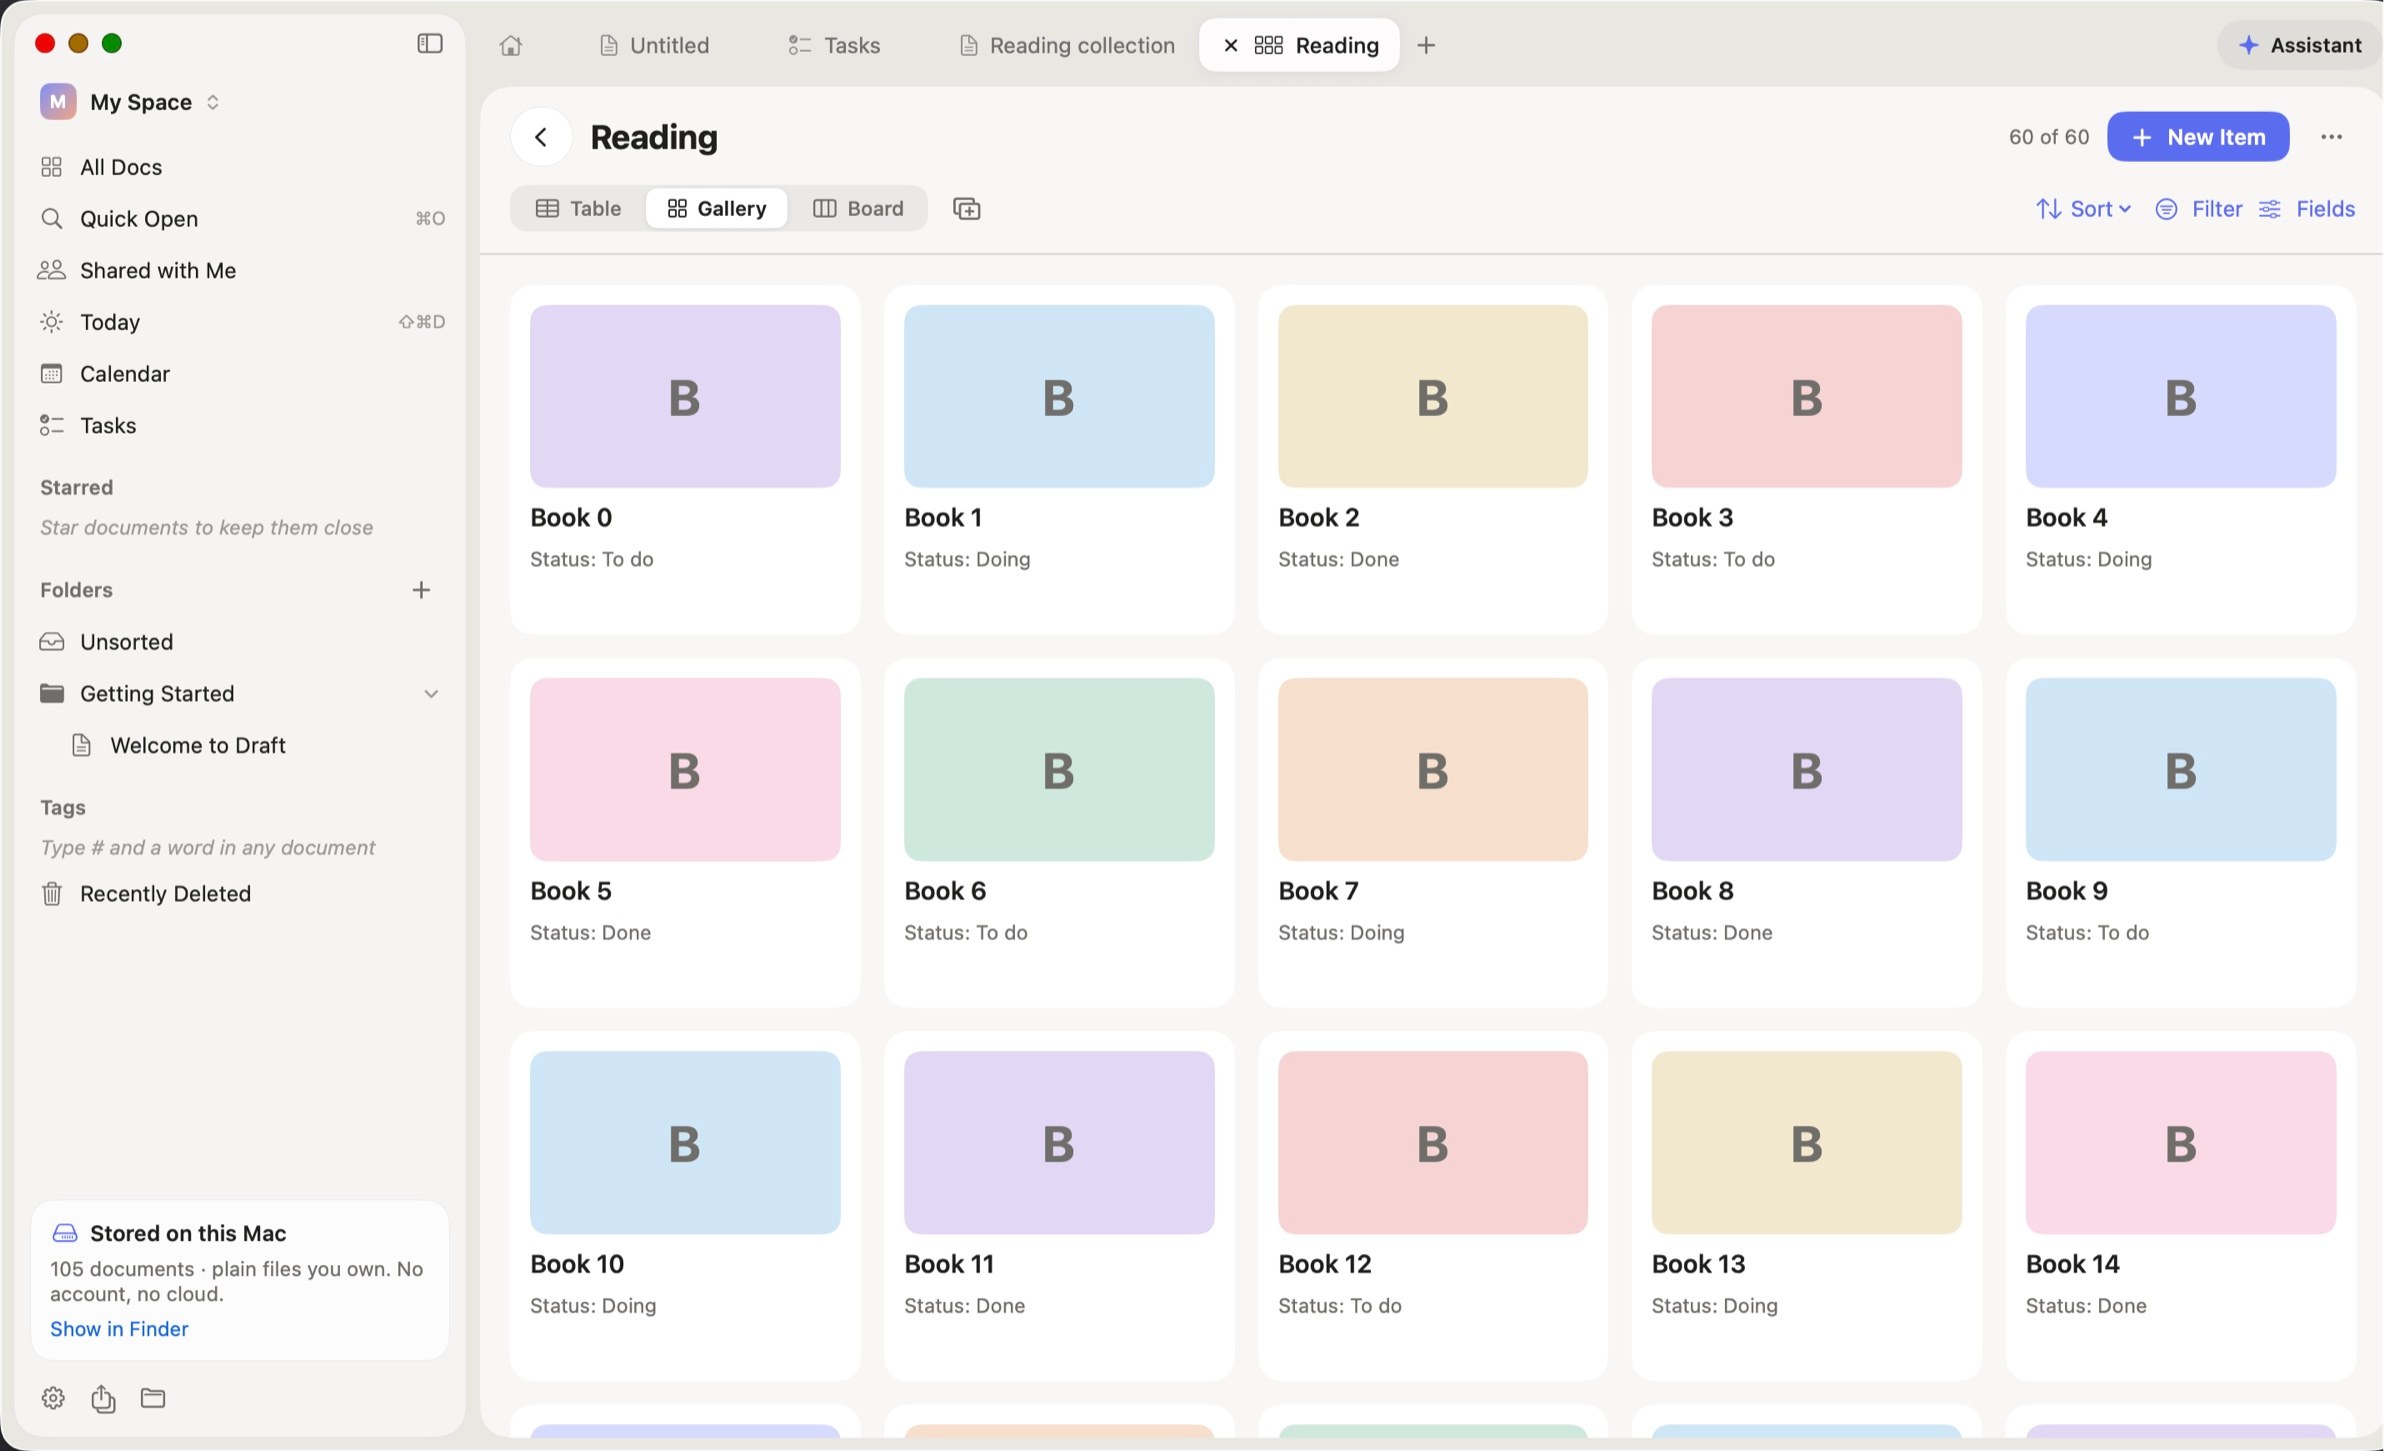 Untitled
Tasks
Reading collection
Reading
Assistant
M
My Space
All Docs
Quick Open ⌘O
Shared with Me
Today ⇧⌘D
Calendar
Tasks
Starred
Star documents to keep them close
Folders
Unsorted
Getting Started
Welcome to Draft
Tags
Type # and a word in any document
Recently Deleted
Stored on this Mac
105 documents · plain files you own. No
account, no cloud.
Show in Finder
Reading
60 of 60
New Item
Table
Gallery
Board
Sort
Filter
Fields
B
Book 0
Status: To do
B
Book 1
Status: Doing
B
Book 2
Status: Done
B
Book 3
Status: To do
B
Book 4
Status: Doing
B
Book 5
Status: Done
B
Book 6
Status: To do
B
Book 7
Status: Doing
B
Book 8
Status: Done
B
Book 9
Status: To do
B
Book 10
Status: Doing
B
Book 11
Status: Done
B
Book 12
Status: To do
B
Book 13
Status: Doing
B
Book 14
Status: Done